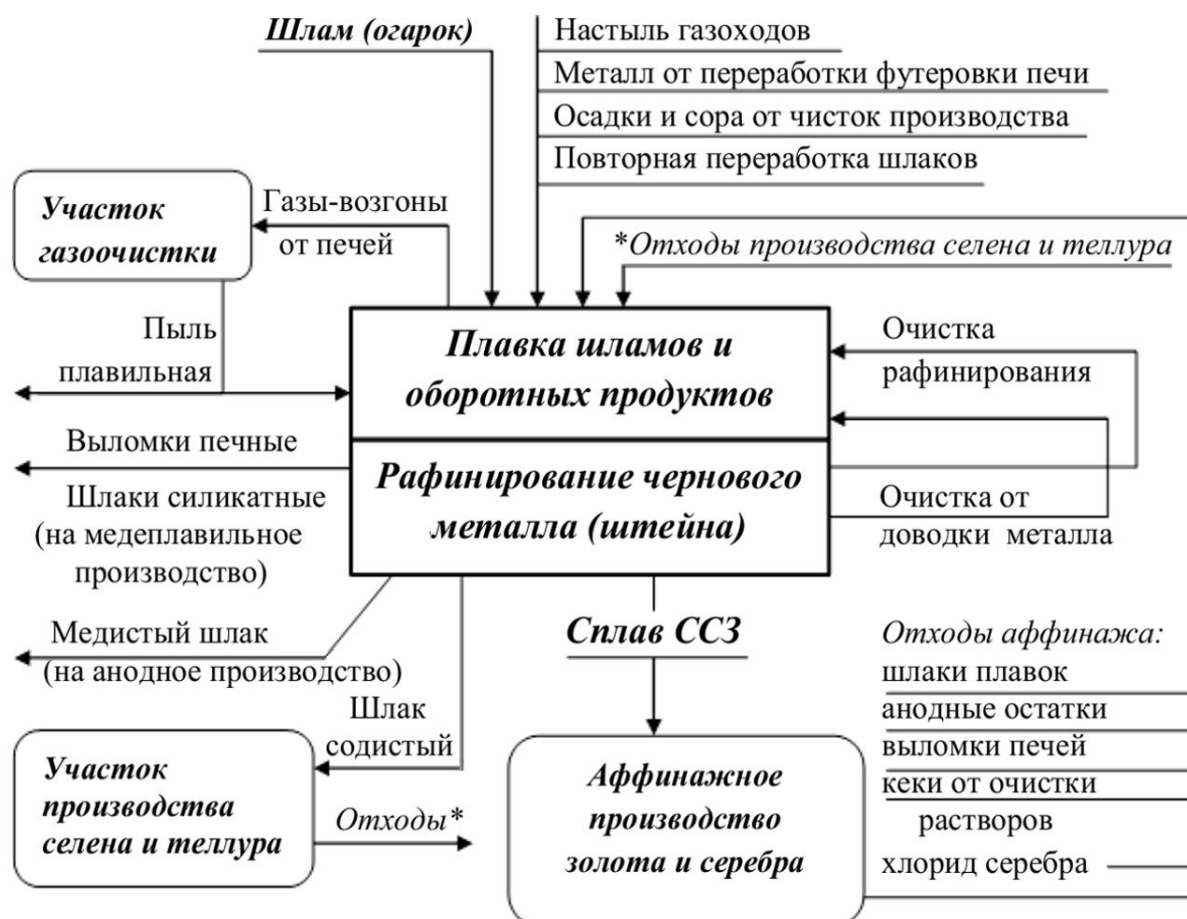 Шлам (огарок)
Настыль газоходов
Металл от переработки футеровки печи
Осадки и сора от чисток производства
Повторная переработка шлаков
Участок
газоочистки
Газы-возгоны
от печей
*Отходы производства селена и теллура
Пыль
плавильная
Плавка шламов и
оборотных продуктов
Очистка
рафинирования
Выломки печные
Шлаки силикатные
(на медеплавильное
производство)
Рафинирование чернового
металла (штейна)
Очистка от
доводки металла
Медистый шлак
(на анодное производство)
Сплав ССЗ
Отходы аффинажа:
шлаки плавок
анодные остатки
выломки печей
кеки от очистки
растворов
хлорид серебра
Шлак
содистый
Участок
производства
селена и теллура
Отходы*
Аффинажное
производство
золота и серебра